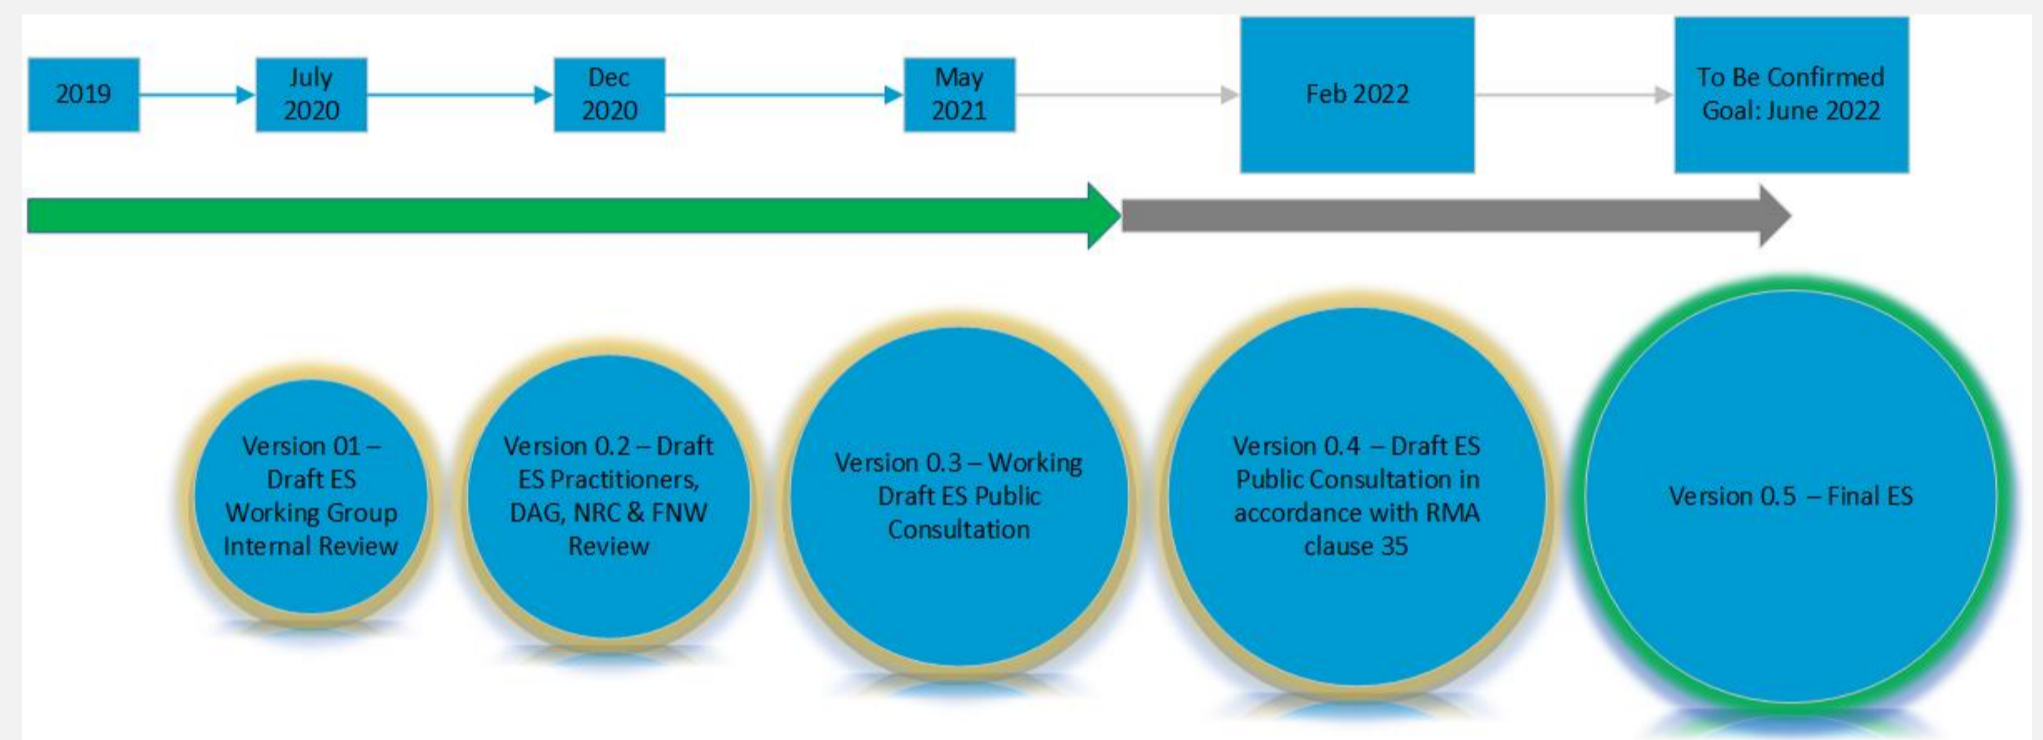 2019
July
2020
Dec
2020
May
2021
Feb 2022
To Be Confirmed
Goal: June 2022
Version 01 –
Draft ES
Working Group
Internal Review
Version 0.2 – Draft
ES Practitioners,
DAG, NRC & FNW
Review
Version 0.3 – Working
Draft ES Public
Consultation
Version 0.4 – Draft ES
Public Consultation in
accordance with RMA
clause 35
Version 0.5 – Final ES